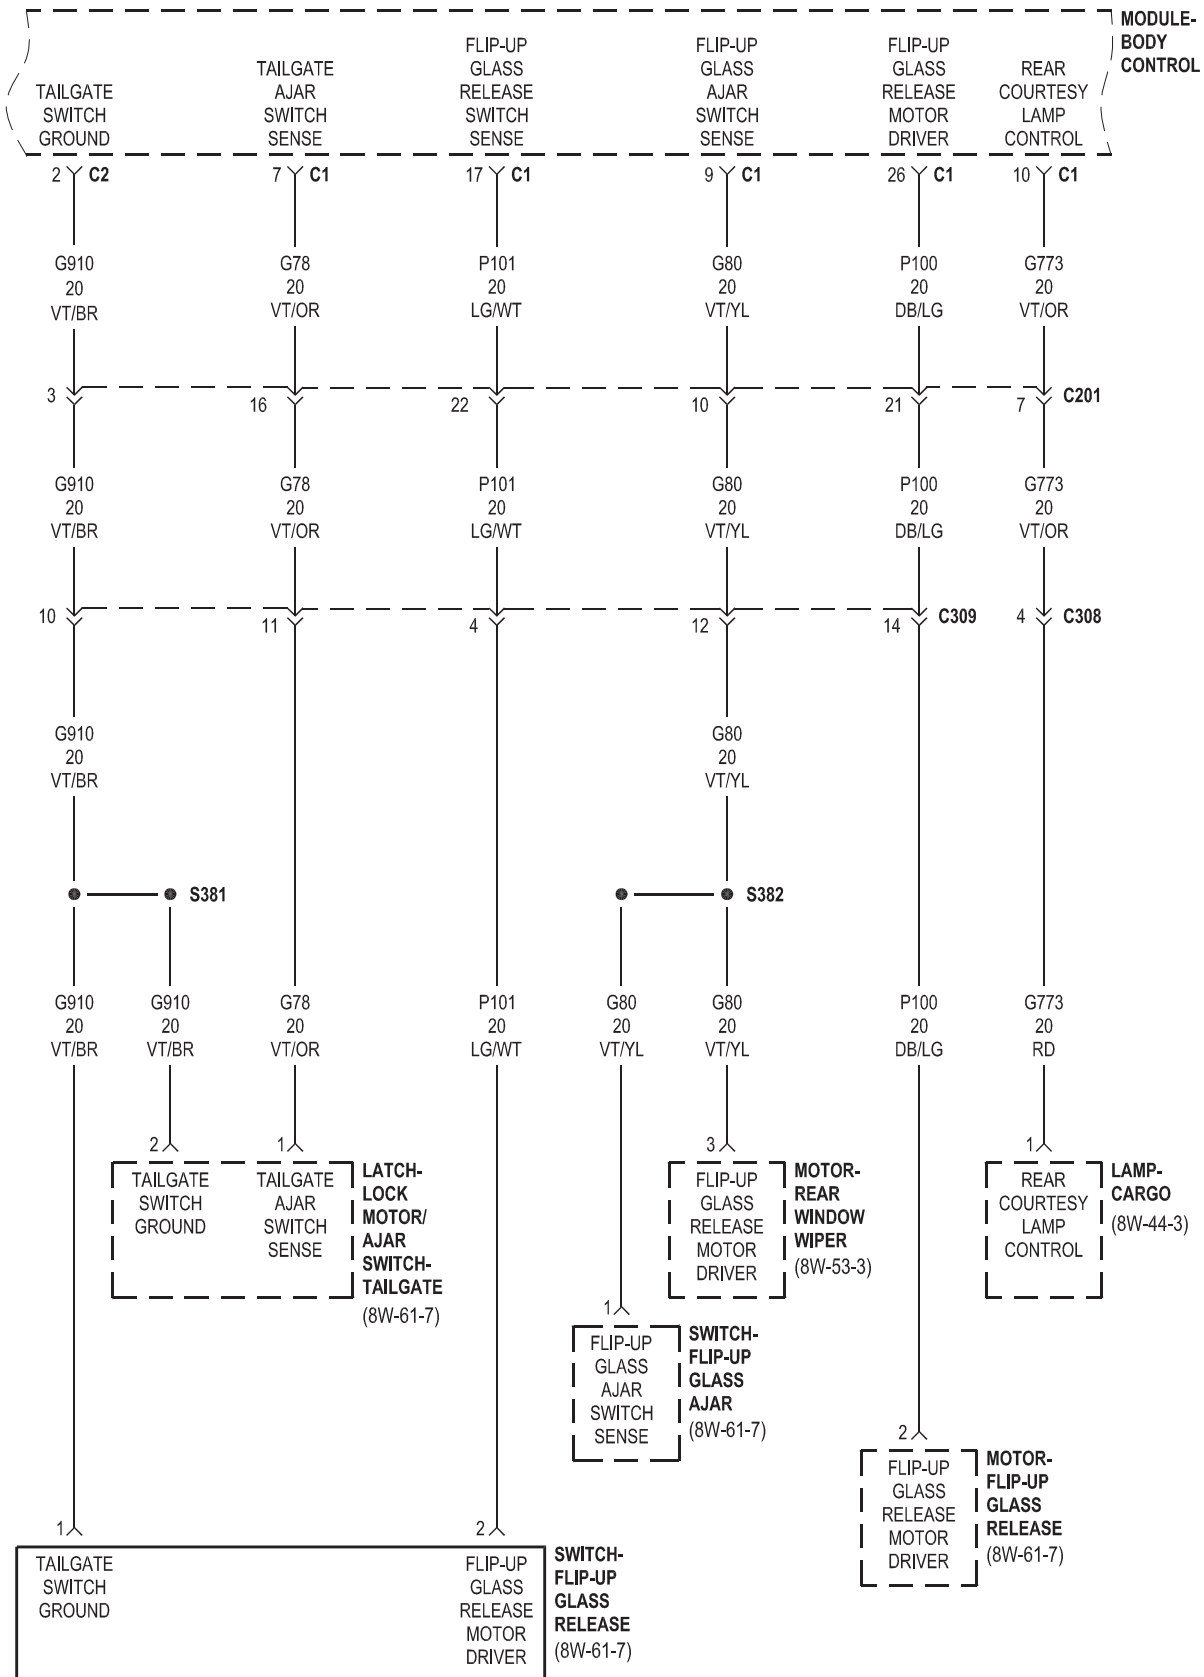 MODULE-
BODY
CONTROL
TAILGATE
SWITCH
GROUND
TAILGATE
AJAR
SWITCH
SENSE
FLIP-UP
GLASS
RELEASE
SWITCH
SENSE
FLIP-UP
GLASS
AJAR
SWITCH
SENSE
FLIP-UP
GLASS
RELEASE
MOTOR
DRIVER
REAR
COURTESY
LAMP
CONTROL
2 C2
7 C1
17 C1
9 C1
26 C1
10 C1
G910
20
VT/BR
G78
20
VT/OR
P101
20
LG/WT
G80
20
VT/YL
P100
20
DB/LG
G773
20
VT/OR
3
16
22
10
21
7
C201
G910
20
VT/BR
G78
20
VT/OR
P101
20
LG/WT
G80
20
VT/YL
P100
20
DB/LG
G773
20
VT/OR
10
11
4
12
14
C309
4
C308
G910
20
VT/BR
G80
20
VT/YL
S381
S382
G910
20
VT/BR
G910
20
VT/BR
G78
20
VT/OR
P101
20
LG/WT
G80
20
VT/YL
G80
20
VT/YL
P100
20
DB/LG
G773
20
RD
2
1
TAILGATE
SWITCH
GROUND
TAILGATE
AJAR
SWITCH
SENSE
LATCH-
LOCK
MOTOR/
AJAR
SWITCH-
TAILGATE
(8W-61-7)
3
FLIP-UP
GLASS
RELEASE
MOTOR
DRIVER
MOTOR-
REAR
WINDOW
WIPER
(8W-53-3)
1
REAR
COURTESY
LAMP
CONTROL
LAMP-
CARGO
(8W-44-3)
1
FLIP-UP
GLASS
AJAR
SWITCH
SENSE
SWITCH-
FLIP-UP
GLASS
AJAR
(8W-61-7)
2
FLIP-UP
GLASS
RELEASE
MOTOR
DRIVER
MOTOR-
FLIP-UP
GLASS
RELEASE
(8W-61-7)
1
2
TAILGATE
SWITCH
GROUND
FLIP-UP
GLASS
RELEASE
MOTOR
DRIVER
SWITCH-
FLIP-UP
GLASS
RELEASE
(8W-61-7)